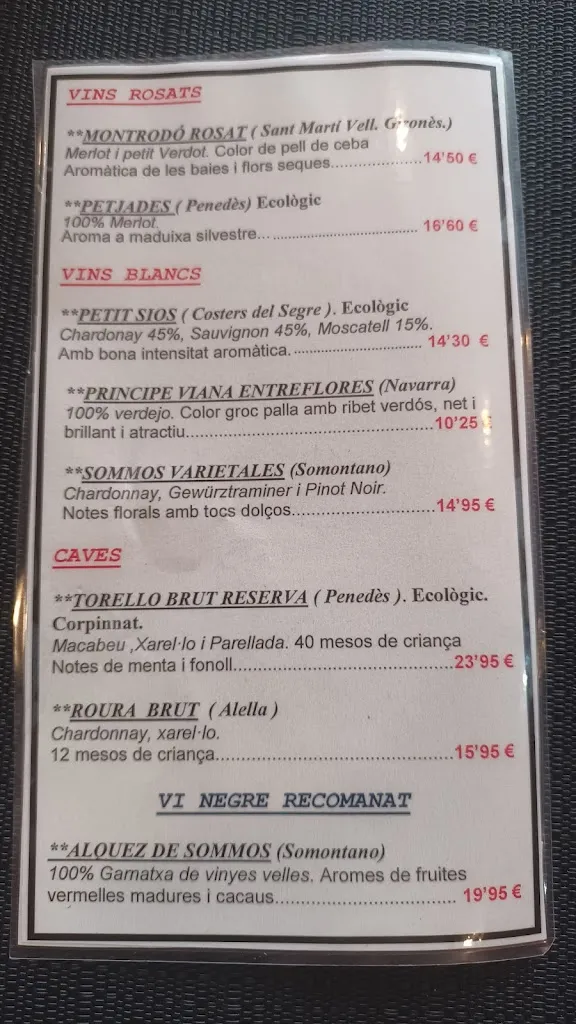 VINS ROSATS
**MONTRODÓ ROSAT ( Sant Martí Vell. Gironès.)
Merlot i petit Verdot. Color de pell de ceba
Aromàtica de les baies i flors seques....................14'50 €
**PETJADES ( Penedès) Ecològic
100% Merlot.
Aroma a maduixa silvestre................................... 16'60 €
VINS BLANCS
**PETIT SIOS ( Costers del Segre ). Ecològic
Chardonay 45%, Sauvignon 45%, Moscatell 15%.
Amb bona intensitat aromàtica............................... 14'30 €
**PRINCIPE VIANA ENTREFLORES (Navarra)
100% verdejo. Color groc palla amb ribet verdós, net i
brillant i atractiu.....................................................10'25 €
**SOMMOS VARIETALES (Somontano)
Chardonnay, Gewürztraminer i Pinot Noir.
Notes florals amb tocs dolços..............................14'95 €
CAVES
**TORELLO BRUT RESERVA ( Penedès ). Ecològic.
Corpinnat.
Macabeu ,Xarel·lo i Parellada. 40 mesos de criança
Notes de menta i fonoll...........................................23'95 €
**ROURA BRUT ( Alella )
Chardonnay, xarel·lo.
12 mesos de criança..............................................15'95 €
VI NEGRE RECOMANAT
**ALQUEZ DE SOMMOS (Somontano)
100% Garnatxa de vinyes velles. Aromes de fruites
vermelles madures i cacaus.................................. 19'95 €